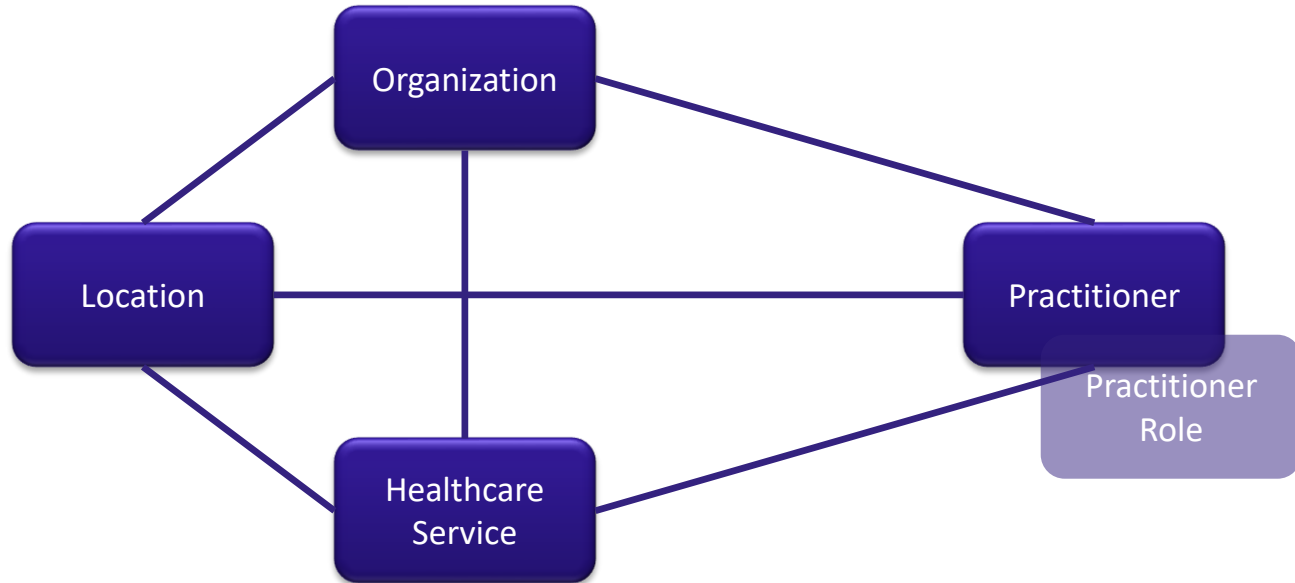 Organization
Location
Practitioner
Practitioner
Role
Healthcare
Service